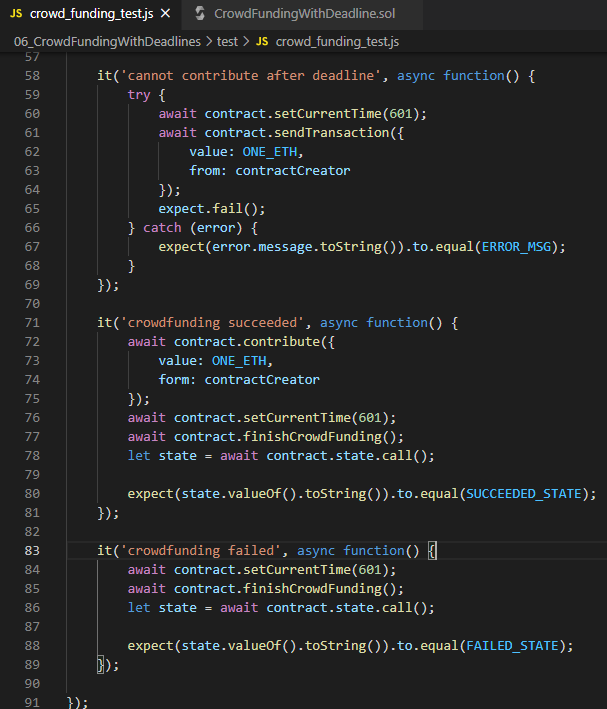 JS crowd_funding_test.js × CrowdFundingWithDeadline.sol
06_CrowdFundingWithDeadlines > test > JS crowd_funding_test.js
57
58 it('cannot contribute after deadline', async function() {
59 try {
60 await contract.setCurrentTime(601);
61 await contract.sendTransaction({
62 value: ONE_ETH,
63 from: contractCreator
64 });
65 expect.fail();
66 } catch (error) {
67 expect(error.message.toString()).to.equal(ERROR_MSG);
68 }
69 });
70
71 it('crowdfunding succeeded', async function() {
72 await contract.contribute({
73 value: ONE_ETH,
74 form: contractCreator
75 });
76 await contract.setCurrentTime(601);
77 await contract.finishCrowdFunding();
78 let state = await contract.state.call();
79
80 expect(state.valueOf().toString()).to.equal(SUCCEEDED_STATE);
81 });
82
83 it('crowdfunding failed', async function() {
84 await contract.setCurrentTime(601);
85 await contract.finishCrowdFunding();
86 let state = await contract.state.call();
87
88 expect(state.valueOf().toString()).to.equal(FAILED_STATE);
89 });
90
91 });